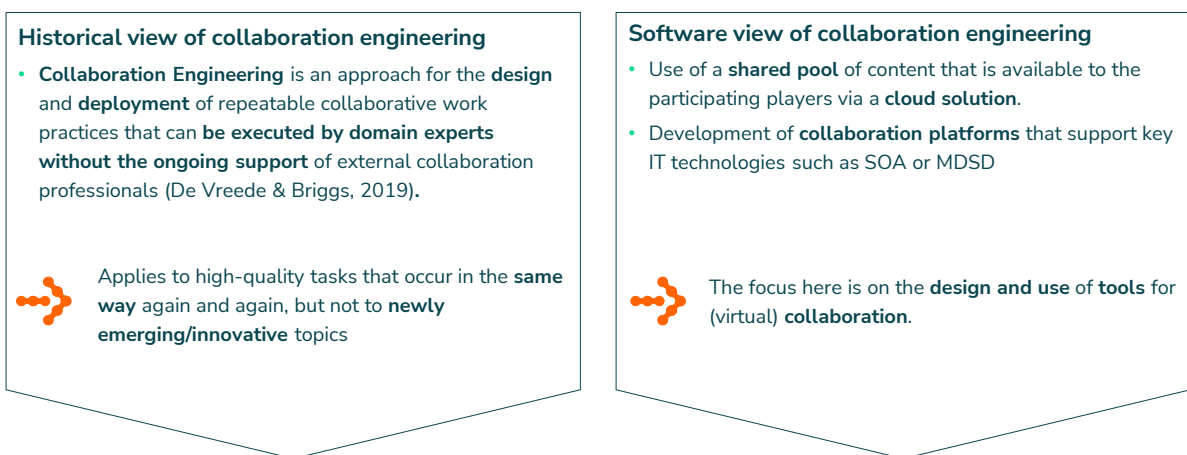 Historical view of collaboration engineering
• Collaboration Engineering is an approach for the design
and deployment of repeatable collaborative work
practices that can be executed by domain experts
without the ongoing support of external collaboration
professionals (De Vreede & Briggs, 2019).
Applies to high-quality tasks that occur in the same
way again and again, but not to newly
emerging/innovative topics
Software view of collaboration engineering
• Use of a shared pool of content that is available to the
participating players via a cloud solution.
• Development of collaboration platforms that support key
IT technologies such as SOA or MDSD
The focus here is on the design and use of tools for
(virtual) collaboration.